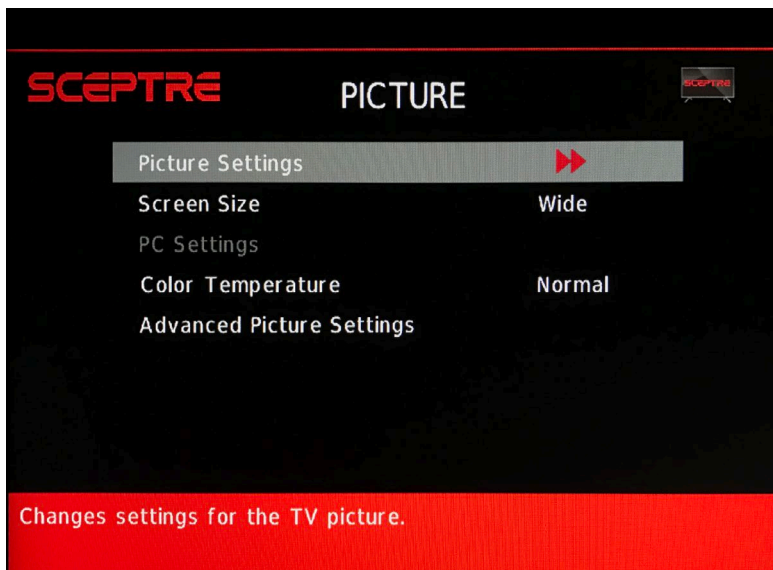 SCEPTRE
PICTURE
SCEPTRE
Picture Settings
Screen Size Wide
PC Settings
Color Temperature Normal
Advanced Picture Settings
Changes settings for the TV picture.